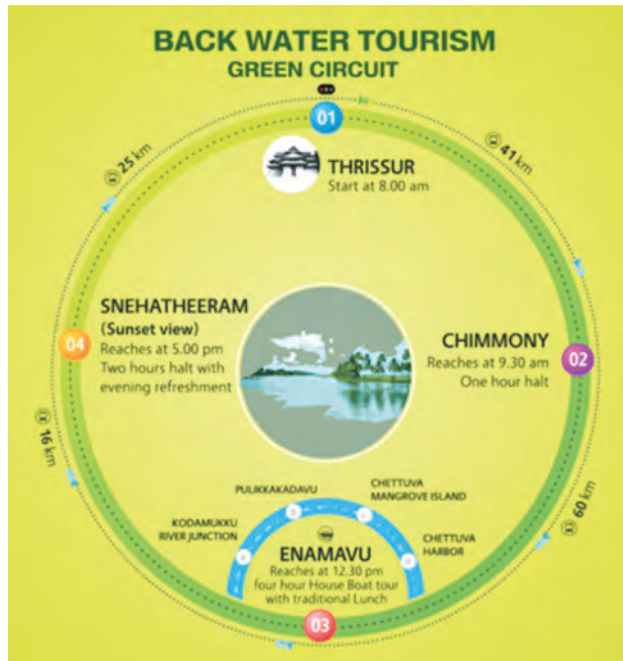 BACK WATER TOURISM
GREEN CIRCUIT
01
THRISSUR
Start at 8.00 am
41 km
CHIMMONY
Reaches at 9.30 am
One hour halt
02
60 km
PULIKKAKADAVU
CHETTUVA
MANGROVE ISLAND
KODAMUKKU
RIVER JUNCTION
CHETTUVA
HARBOR
ENAMAVU
Reaches at 12.30 pm
four hour House Boat tour
with traditional Lunch
03
16 km
SNEHATHEERAM
(Sunset view)
Reaches at 5.00 pm
Two hours halt with
evening refreshment
04
25 km